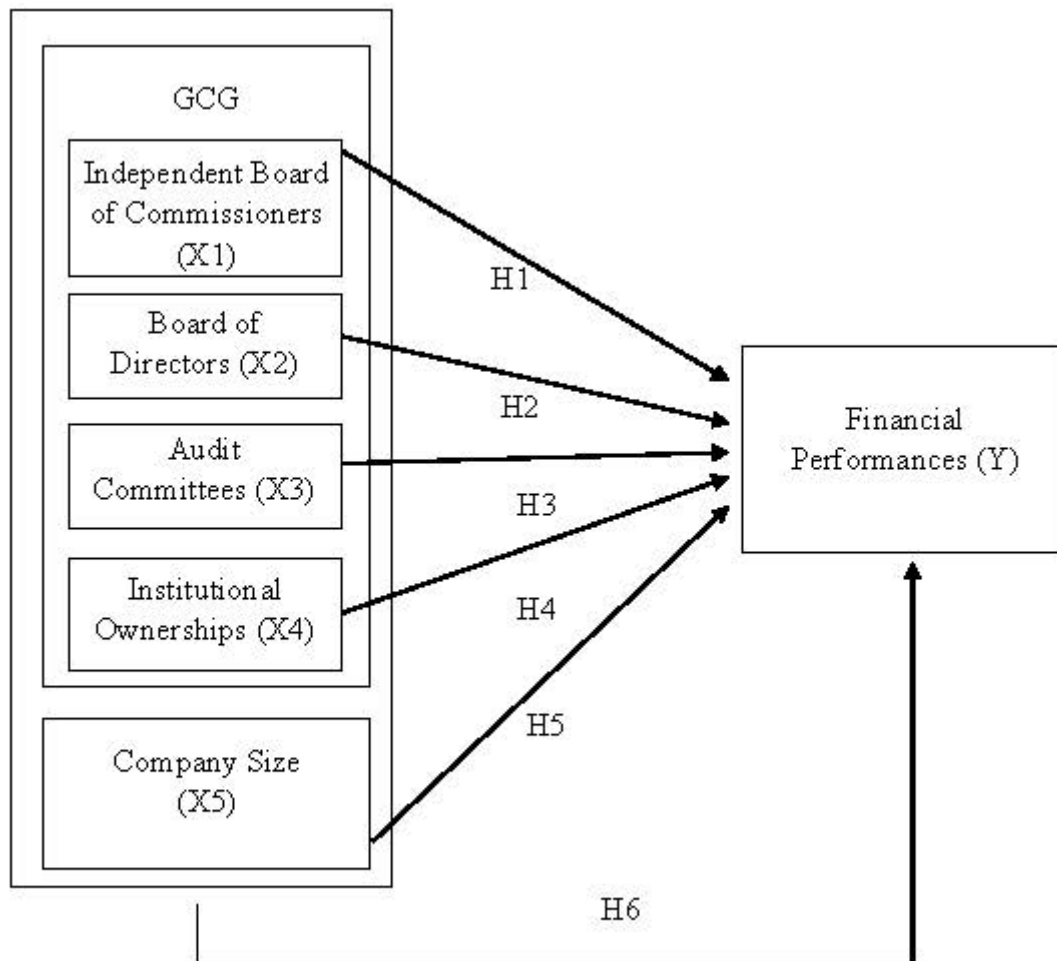 GCG
Independent Board
of Commissioners
(X1)
H1
Board of
Directors (X2)
H2
Audit
Committees (X3)
H3
Institutional
Ownerships (X4)
H4
Company Size
(X5)
H5
Financial
Performances (Y)
H6